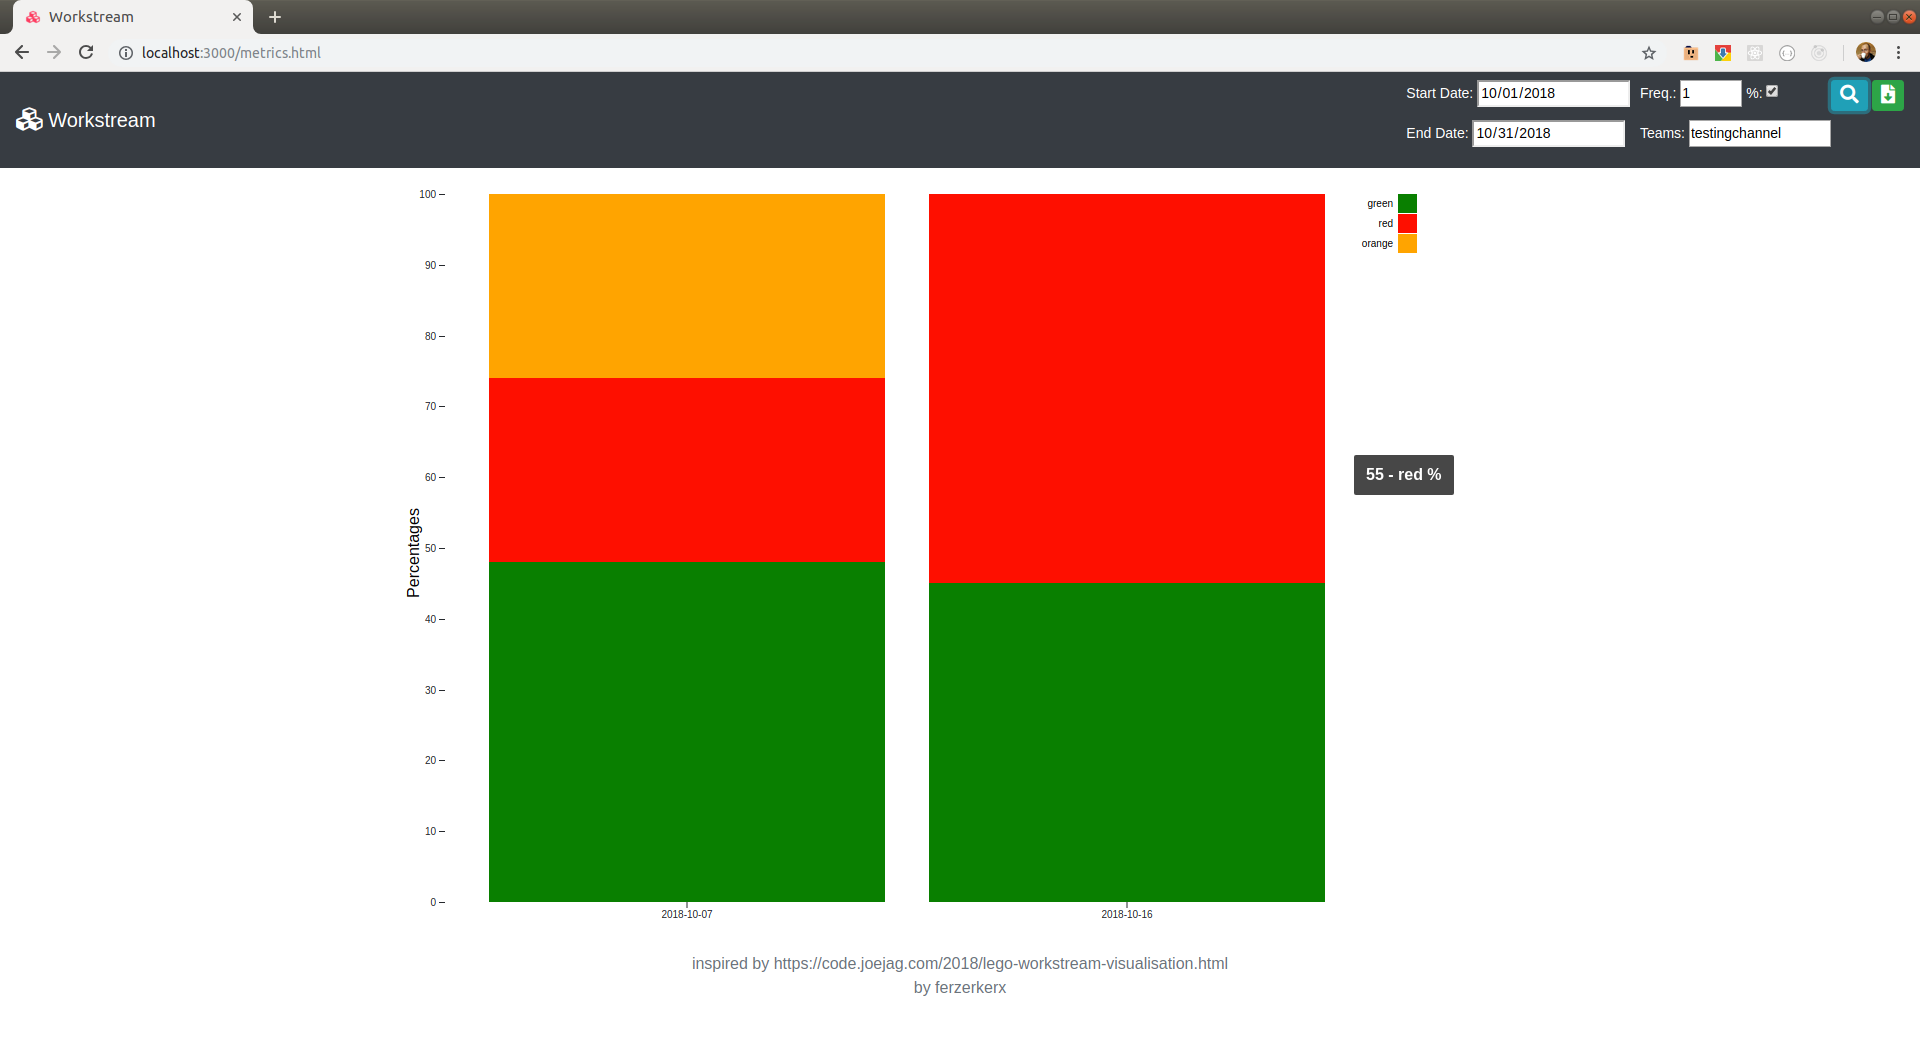 Workstream
localhost:3000/metrics.html
Workstream
Start Date: 10/01/2018 Freq.: 1 %:
End Date: 10/31/2018 Teams: testingchannel
100
90
80
70
60
50
40
30
20
10
0
Percentages
green
red
orange
55 - red %
2018-10-07 2018-10-16
inspired by https://code.joejag.com/2018/lego-workstream-visualisation.html
by ferzerkerx